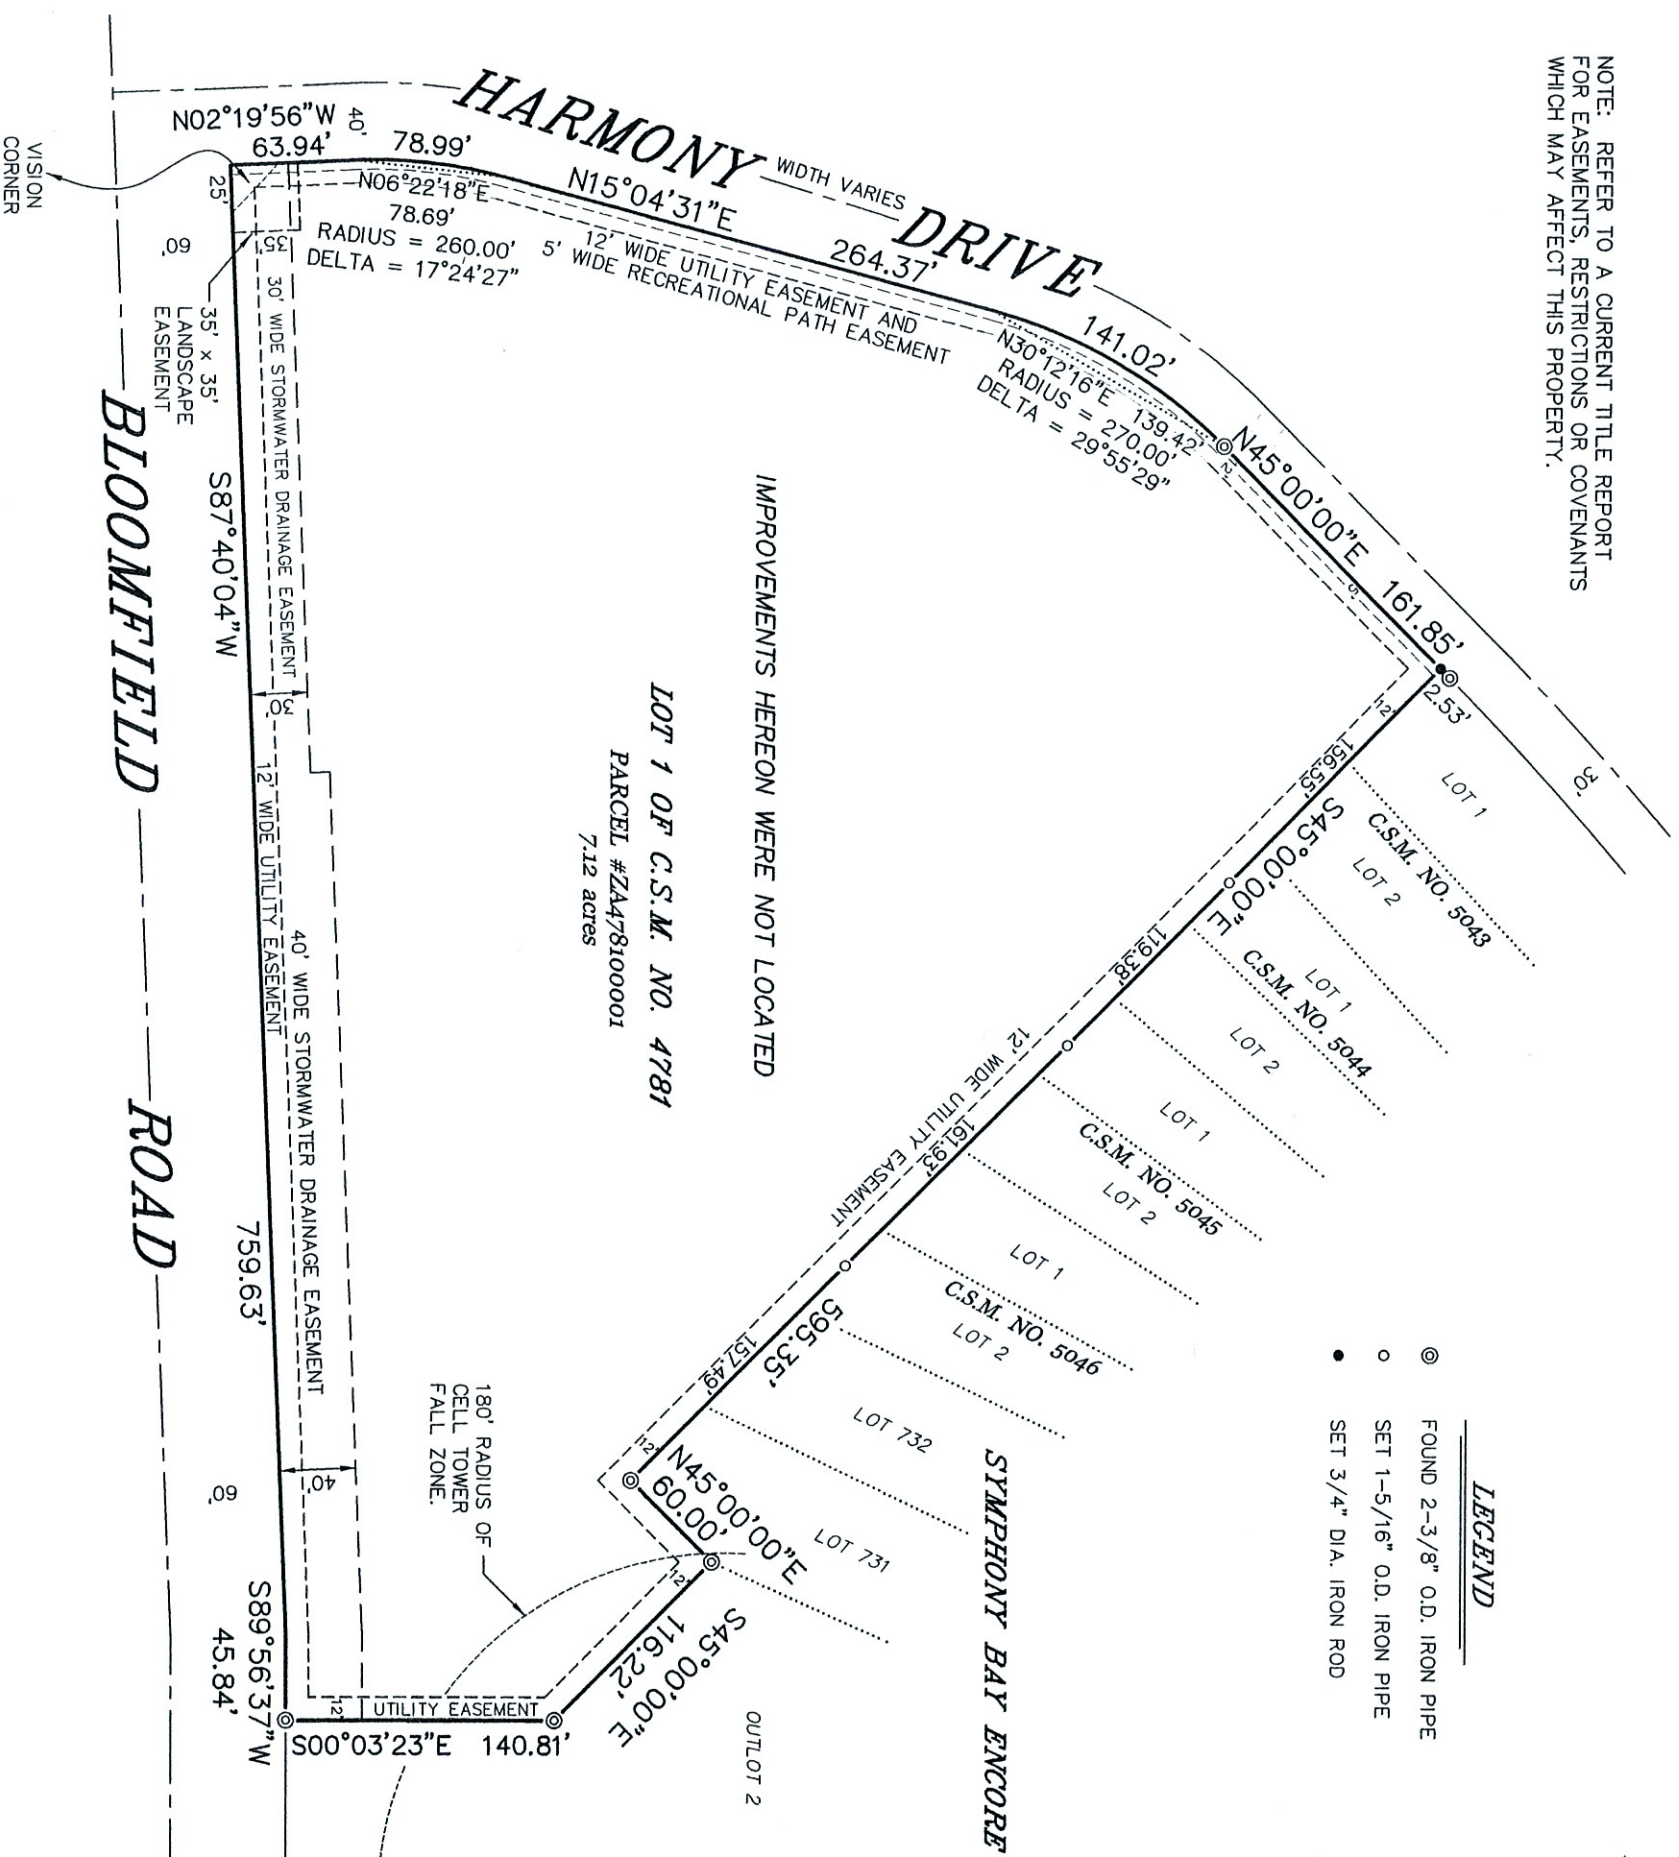 NOTE: REFER TO A CURRENT TITLE REPORT
FOR EASEMENTS, RESTRICTIONS OR COVENANTS
WHICH MAY AFFECT THIS PROPERTY.
LEGEND
FOUND 2-3/8" O.D. IRON PIPE
SET 1-5/16" O.D. IRON PIPE
SET 3/4" DIA. IRON ROD
HARMONY
WIDTH VARIES
DRIVE
N02°19'56"W
63.94'
40'
78.99'
N06°22'18"E
78.69'
RADIUS = 260.00'
DELTA = 17°24'27"
N15°04'31"E
264.37'
12' WIDE UTILITY EASEMENT AND
5' WIDE RECREATIONAL PATH EASEMENT
141.02'
N30°12'16"E 139.42'
RADIUS = 270.00'
DELTA = 29°55'29"
N45°00'00"E
161.85'
12'
5'
2.53'
30'
12'
156.55'
S45°00'00"E
119.38'
12' WIDE UTILITY EASEMENT
161.93'
595.35'
157.49'
12'
LOT 1
C.S.M. NO. 5043
LOT 2
LOT 1
C.S.M. NO. 5044
LOT 2
LOT 1
C.S.M. NO. 5045
LOT 2
LOT 1
C.S.M. NO. 5046
LOT 2
LOT 732
LOT 731
SYMPHONY BAY ENCORE
OUTLOT 2
N45°00'00"E
60.00'
12'
S45°00'00"E
116.22'
180' RADIUS OF
CELL TOWER
FALL ZONE.
IMPROVEMENTS HEREON WERE NOT LOCATED
LOT 1 OF C.S.M. NO. 4781
PARCEL #ZA478100001
7.12 acres
UTILITY EASEMENT
12'
S00°03'23"E 140.81'
S89°56'37"W
45.84'
40'
40' WIDE STORMWATER DRAINAGE EASEMENT
12' WIDE UTILITY EASEMENT
30'
30' WIDE STORMWATER DRAINAGE EASEMENT
35'
25'
35' x 35'
LANDSCAPE
EASEMENT
S87°40'04"W
759.63'
60'
60'
BLOOMFIELD
ROAD
VISION
CORNER